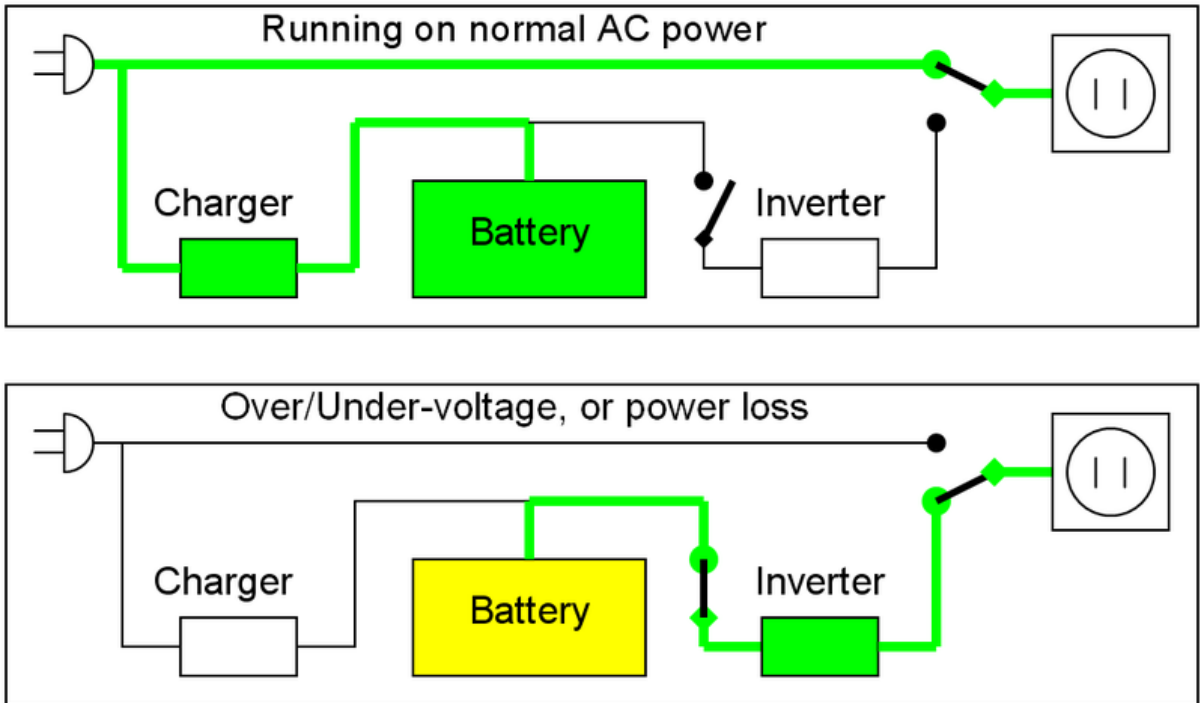 Running on normal AC power
Charger
Battery
Inverter
Over/Under-voltage, or power loss
Charger
Battery
Inverter